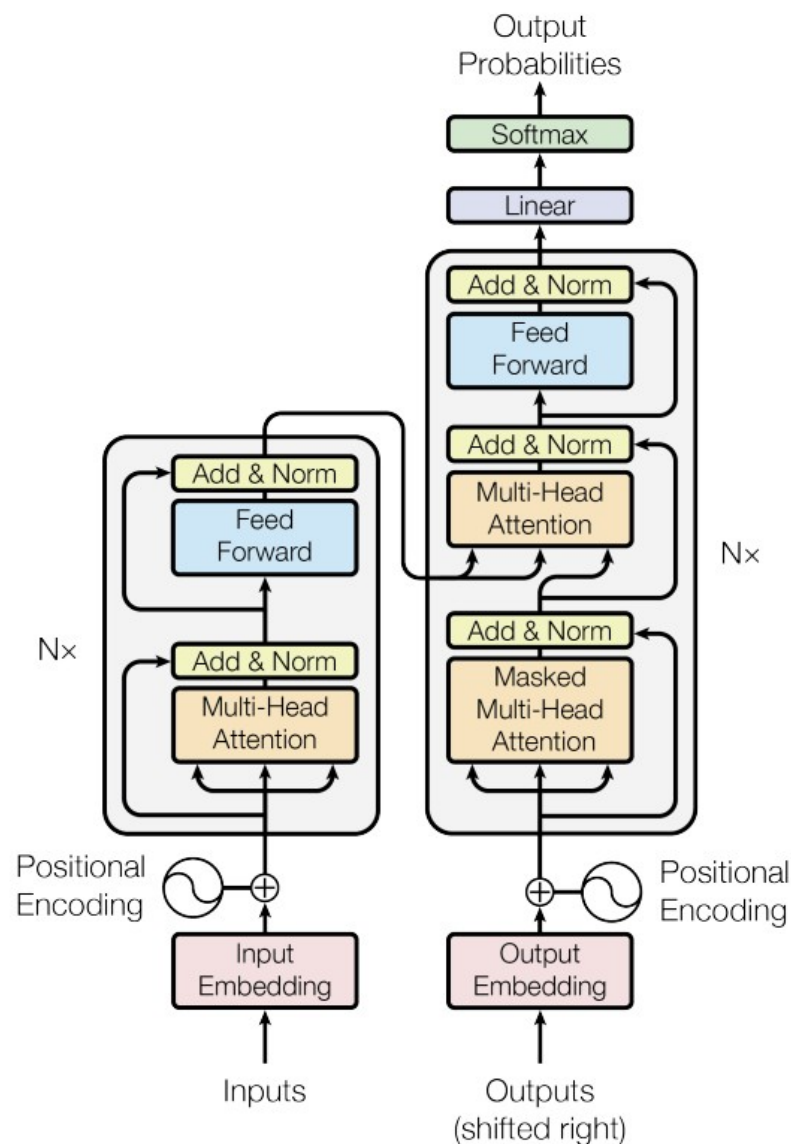 Output
Probabilities
Softmax
Linear
Add & Norm
Feed
Forward
Add & Norm
Multi-Head
Attention
Add & Norm
Masked
Multi-Head
Attention
Nx
Add & Norm
Feed
Forward
Add & Norm
Multi-Head
Attention
Nx
Positional
Encoding
Positional
Encoding
Input
Embedding
Output
Embedding
Inputs
Outputs
(shifted right)